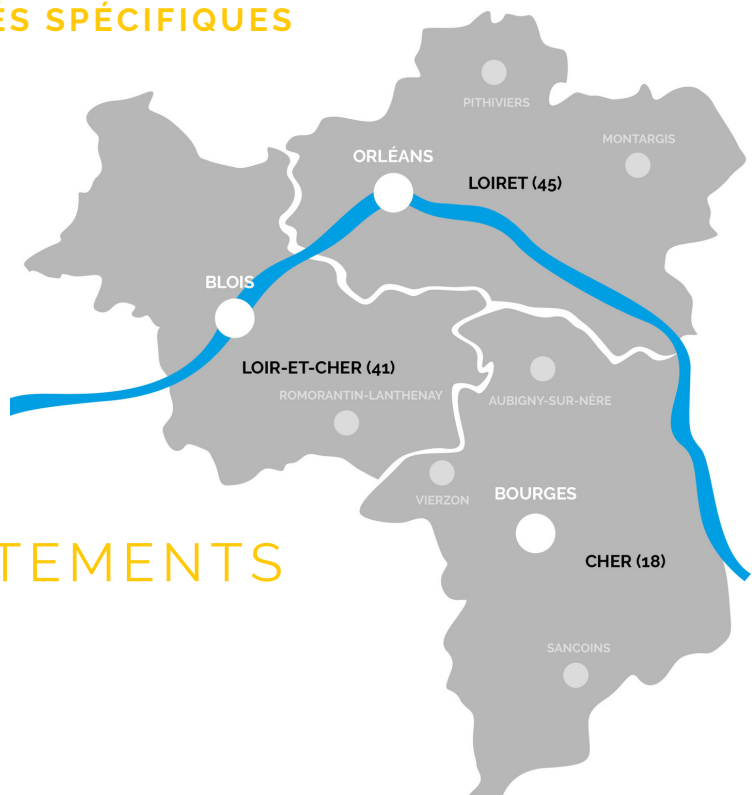 ÉS SPÉCIFIQUES
PITHIVIERS
MONTARGIS
ORLÉANS
LOIRET (45)
BLOIS
LOIR-ET-CHER (41)
ROMORANTIN-LANTHENAY
AUBIGNY-SUR-NÈRE
VIERZON
BOURGES
TEMENTS
CHER (18)
SANCOINS